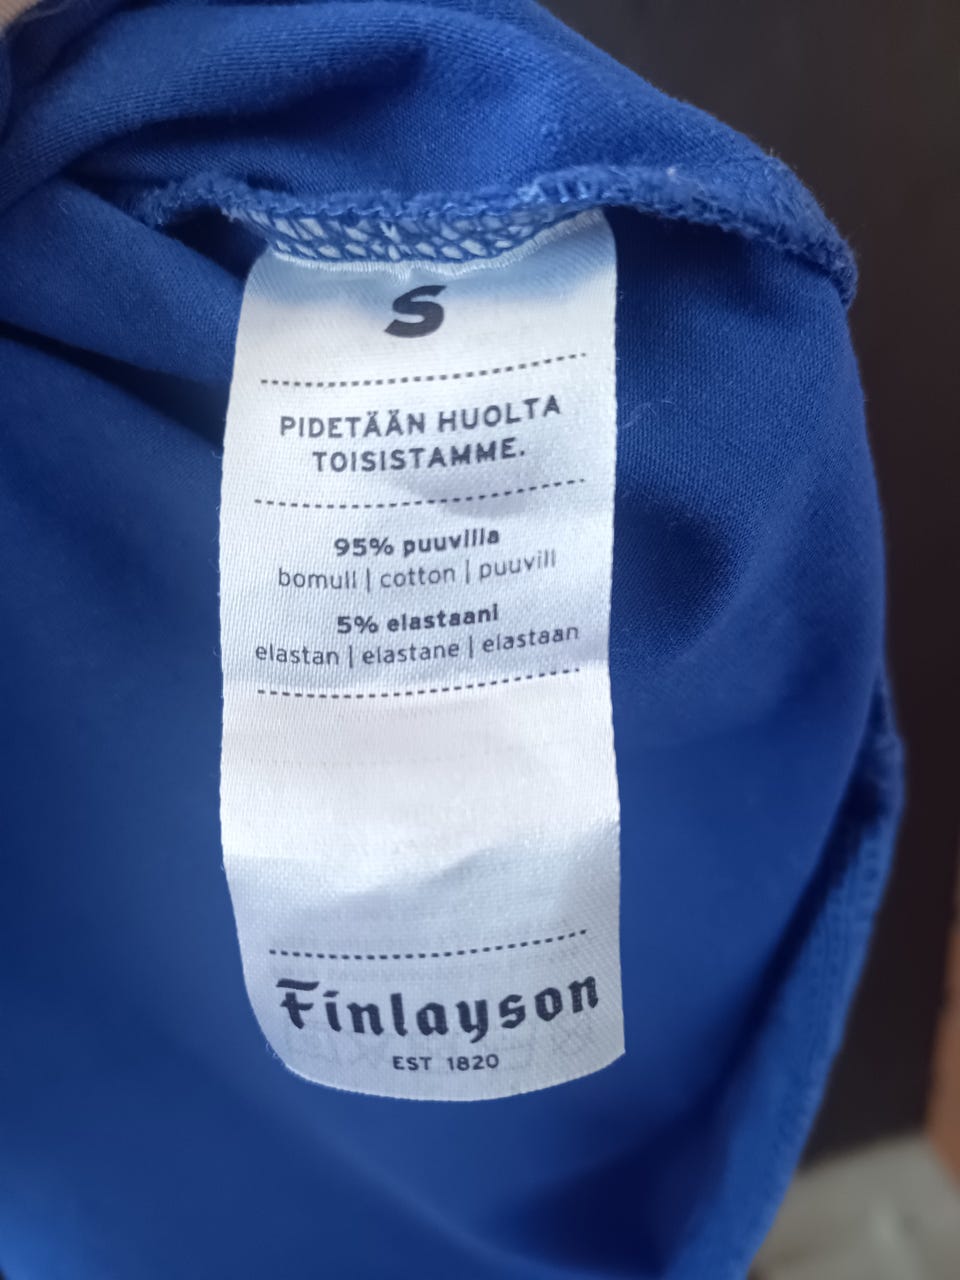 S
PIDETÄÄN HUOLTA
TOISISTAMME.
95% puuvilla
bomull | cotton | puuvill
5% elastaani
elastan | elastane | elastaan
Finlayson
EST 1820